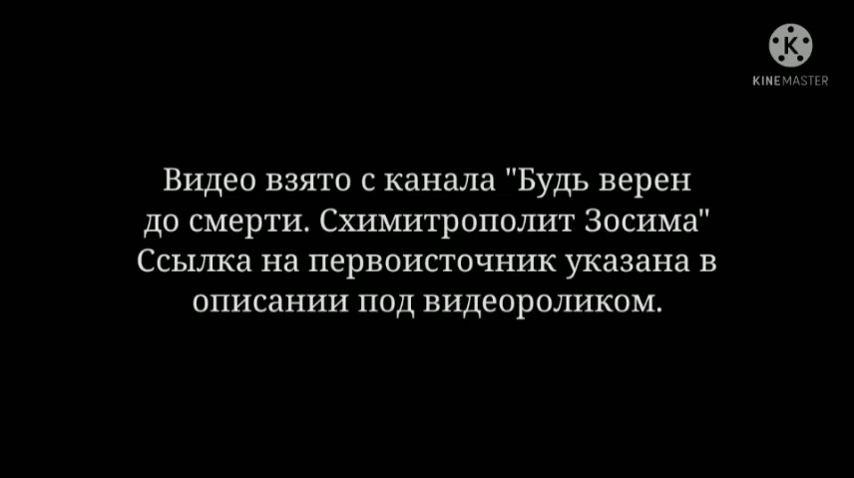 K
KINEMASTER
Видео взято с канала "Будь верен
до смерти. Схимитрополит Зосима"
Ссылка на первоисточник указана в
описании под видеороликом.